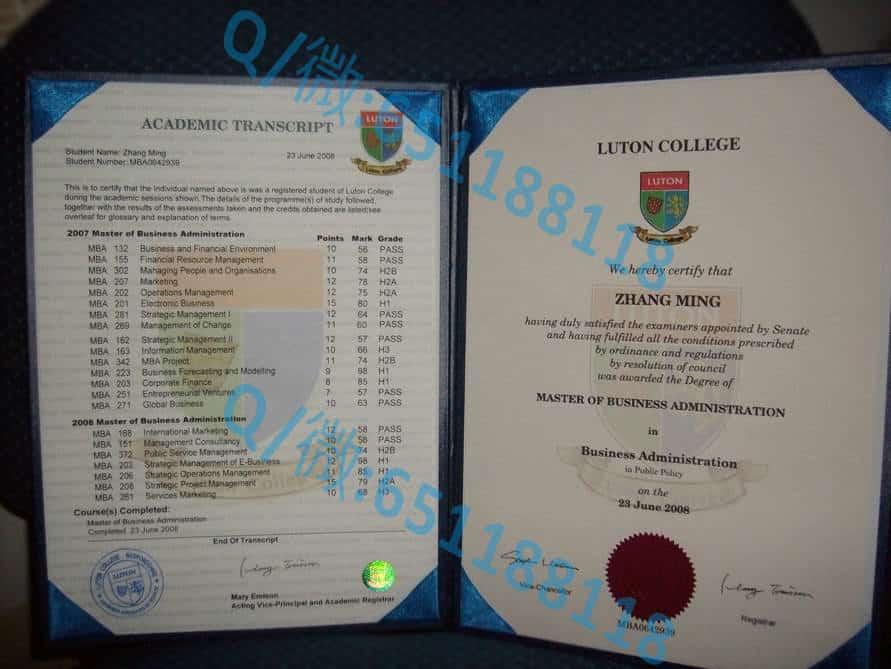 Q/微:651188118
ACADEMIC TRANSCRIPT
LUTON
Luton College
Student Name: Zhang Ming 23 June 2008
Student Number: MBA0642939
This is to certify that the individual named above is was a registered student of Luton College
during the academic sessions shown. The details of the programme(s) of study followed,
together with the results of the assessments taken and the credits obtained are listed/see
overleaf for glossary and explanation of terms.
2007 Master of Business Administration Points Mark Grade
MBA 132 Business and Financial Environment 10 56 PASS
MBA 155 Financial Resource Management 11 58 PASS
MBA 302 Managing People and Organisations 10 74 H2B
MBA 207 Marketing 12 78 H2A
MBA 202 Operations Management 12 75 H2A
MBA 201 Electronic Business 15 80 H1
MBA 281 Strategic Management I 12 64 PASS
MBA 269 Management of Change 11 60 PASS
MBA 162 Strategic Management II 12 57 PASS
MBA 163 Information Management 10 66 H3
MBA 342 MBA Project 11 74 H2B
MBA 223 Business Forecasting and Modelling 9 98 H1
MBA 203 Corporate Finance 8 85 H1
MBA 251 Entrepreneurial Ventures 7 57 PASS
MBA 271 Global Business 10 63 PASS
2008 Master of Business Administration
MBA 168 International Marketing 12 58 PASS
MBA 151 Management Consultancy 10 58 PASS
MBA 372 Public Service Management 10 74 H2B
MBA 203 Strategic Management of E-Business 12 98 H1
MBA 206 Strategic Operations Management 11 85 H1
MBA 208 Strategic Project Management 15 79 H2A
MBA 261 Services Marketing 10 68 H3
Course(s) Completed:
Master of Business Administration
Completed 23 June 2008
End Of Transcript
LUTON COLLEGE
LUTON
Mary Emison
Acting Vice-Principal and Academic Registrar
LUTON COLLEGE
LUTON
Luton College
We hereby certify that
ZHANG MING
having duly satisfied the examiners appointed by Senate
and having fulfilled all the conditions prescribed
by ordinance and regulations
by resolution of council
was awarded the Degree of
MASTER OF BUSINESS ADMINISTRATION
in
Business Administration
in Public Policy
on the
23 June 2008
Vice-Chancellor
MBA0642939
Registrar
Q/微:651188118